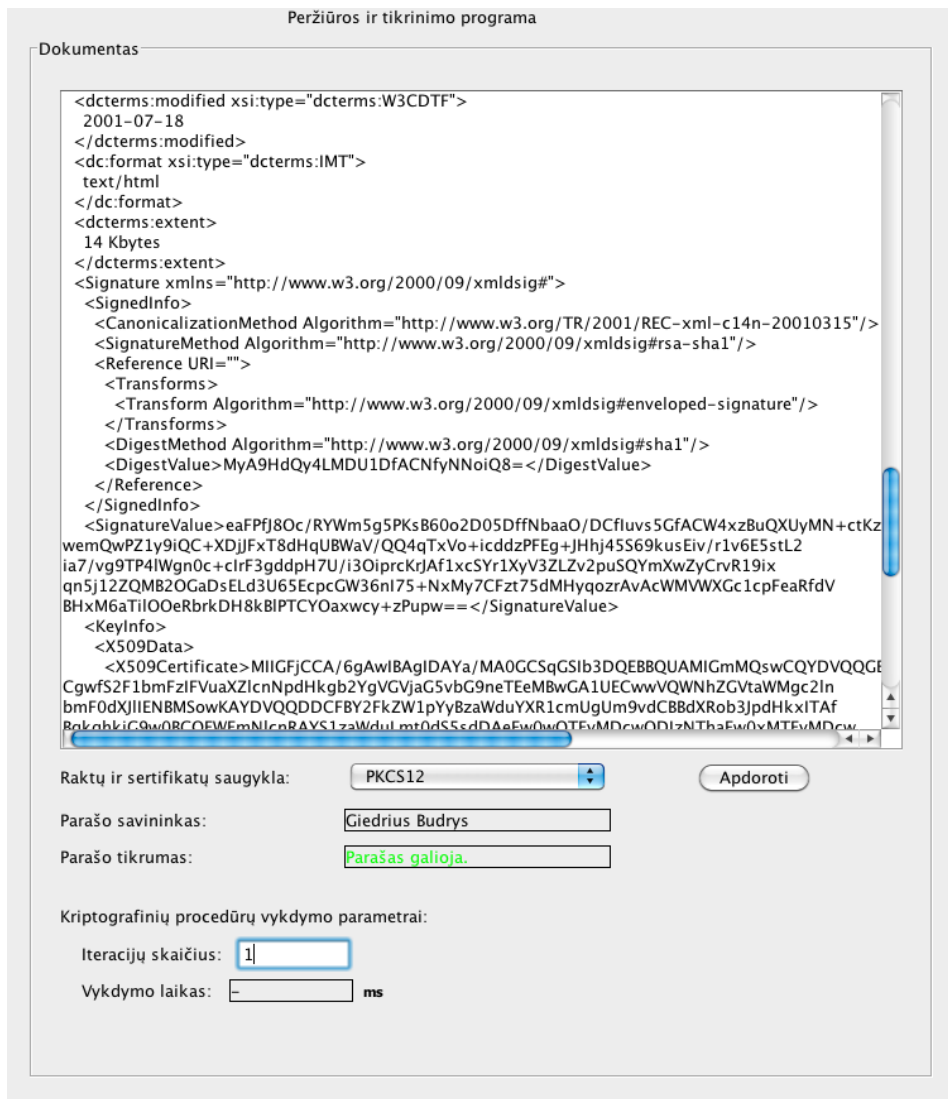 Peržiūros ir tikrinimo programa
Dokumentas
<dcterms:modified xsi:type="dcterms:W3CDTF">
2001-07-18
</dcterms:modified>
<dc:format xsi:type="dcterms:IMT">
text/html
</dc:format>
<dcterms:extent>
14 Kbytes
</dcterms:extent>
<Signature xmlns="http://www.w3.org/2000/09/xmldsig#">
<SignedInfo>
<CanonicalizationMethod Algorithm="http://www.w3.org/TR/2001/REC-xml-c14n-20010315"/>
<SignatureMethod Algorithm="http://www.w3.org/2000/09/xmldsig#rsa-sha1"/>
<Reference URI="">
<Transforms>
<Transform Algorithm="http://www.w3.org/2000/09/xmldsig#enveloped-signature"/>
</Transforms>
<DigestMethod Algorithm="http://www.w3.org/2000/09/xmldsig#sha1"/>
<DigestValue>MyA9HdQy4LMDU1DfACNfyNNoiQ8=</DigestValue>
</Reference>
</SignedInfo>
<SignatureValue>eaFPfJ8Oc/RYWm5g5PKsB60o2D05DffNbaaO/DCfIuvs5GfACW4xzBuQXUyMN+ctKz
wemQwPZ1y9iQC+XDjJFxT8dHqUBWaV/QQ4qTxVo+icddzPFEg+JHhj45S69kusEiv/r1v6E5stL2
ia7/vg9TP4lWgn0c+cIrF3gddpH7U/i3OiprcKrJAf1xcSYr1XyV3ZLZv2puSQYmXwZyCrvR19ix
qn5j12ZQMB2OGaDsELd3U65EcpcGW36nI75+NxMy7CFzt75dMHyqozrAvAcWMVWXGc1cpFeaRfdV
BHxM6aTilOOeRbrkDH8kBlPTCYOaxwcy+zPupw==</SignatureValue>
<KeyInfo>
<X509Data>
<X509Certificate>MIIGFjCCA/6gAwIBAgIDAYa/MA0GCSqGSIb3DQEBBQUAMIGmMQswCQYDVQQGE
CgwfS2F1bmFzIFVuaXZlcnNpdHkgb2YgVGVjaG5vbG9neTEeMBwGA1UECwwVQWNhZGVtaWMgc2ln
bmF0dXJlIENBMSowKAYDVQQDDCFBY2FkZW1pYyBzaWduYXR1cmUgUm9vdCBBdXRob3JpdHkxITAf
BgkqhkiG9w0BCQEWEmNlcnRAYS1zaWduLmt0dS5sdDAeFw0wOTEyMDcwODIzNThaFw0xMTEyMDcw
Raktų ir sertifikatų saugykla: PKCS12 Apdoroti
Parašo savininkas: Giedrius Budrys
Parašo tikrumas: Parašas galioja.
Kriptografinių procedūrų vykdymo parametrai:
Iteracijų skaičius: 1
Vykdymo laikas: – ms